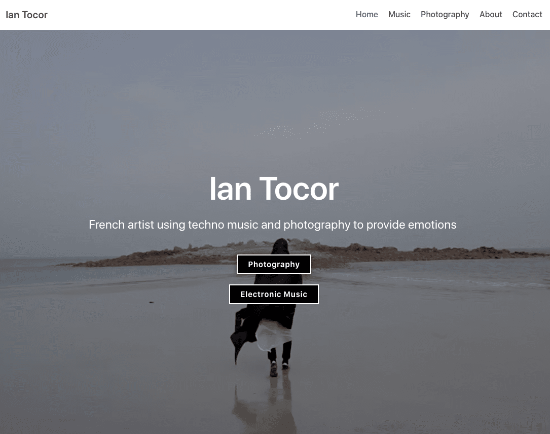 Ian Tocor
Home Music Photography About Contact
Ian Tocor
French artist using techno music and photography to provide emotions
Photography
Electronic Music